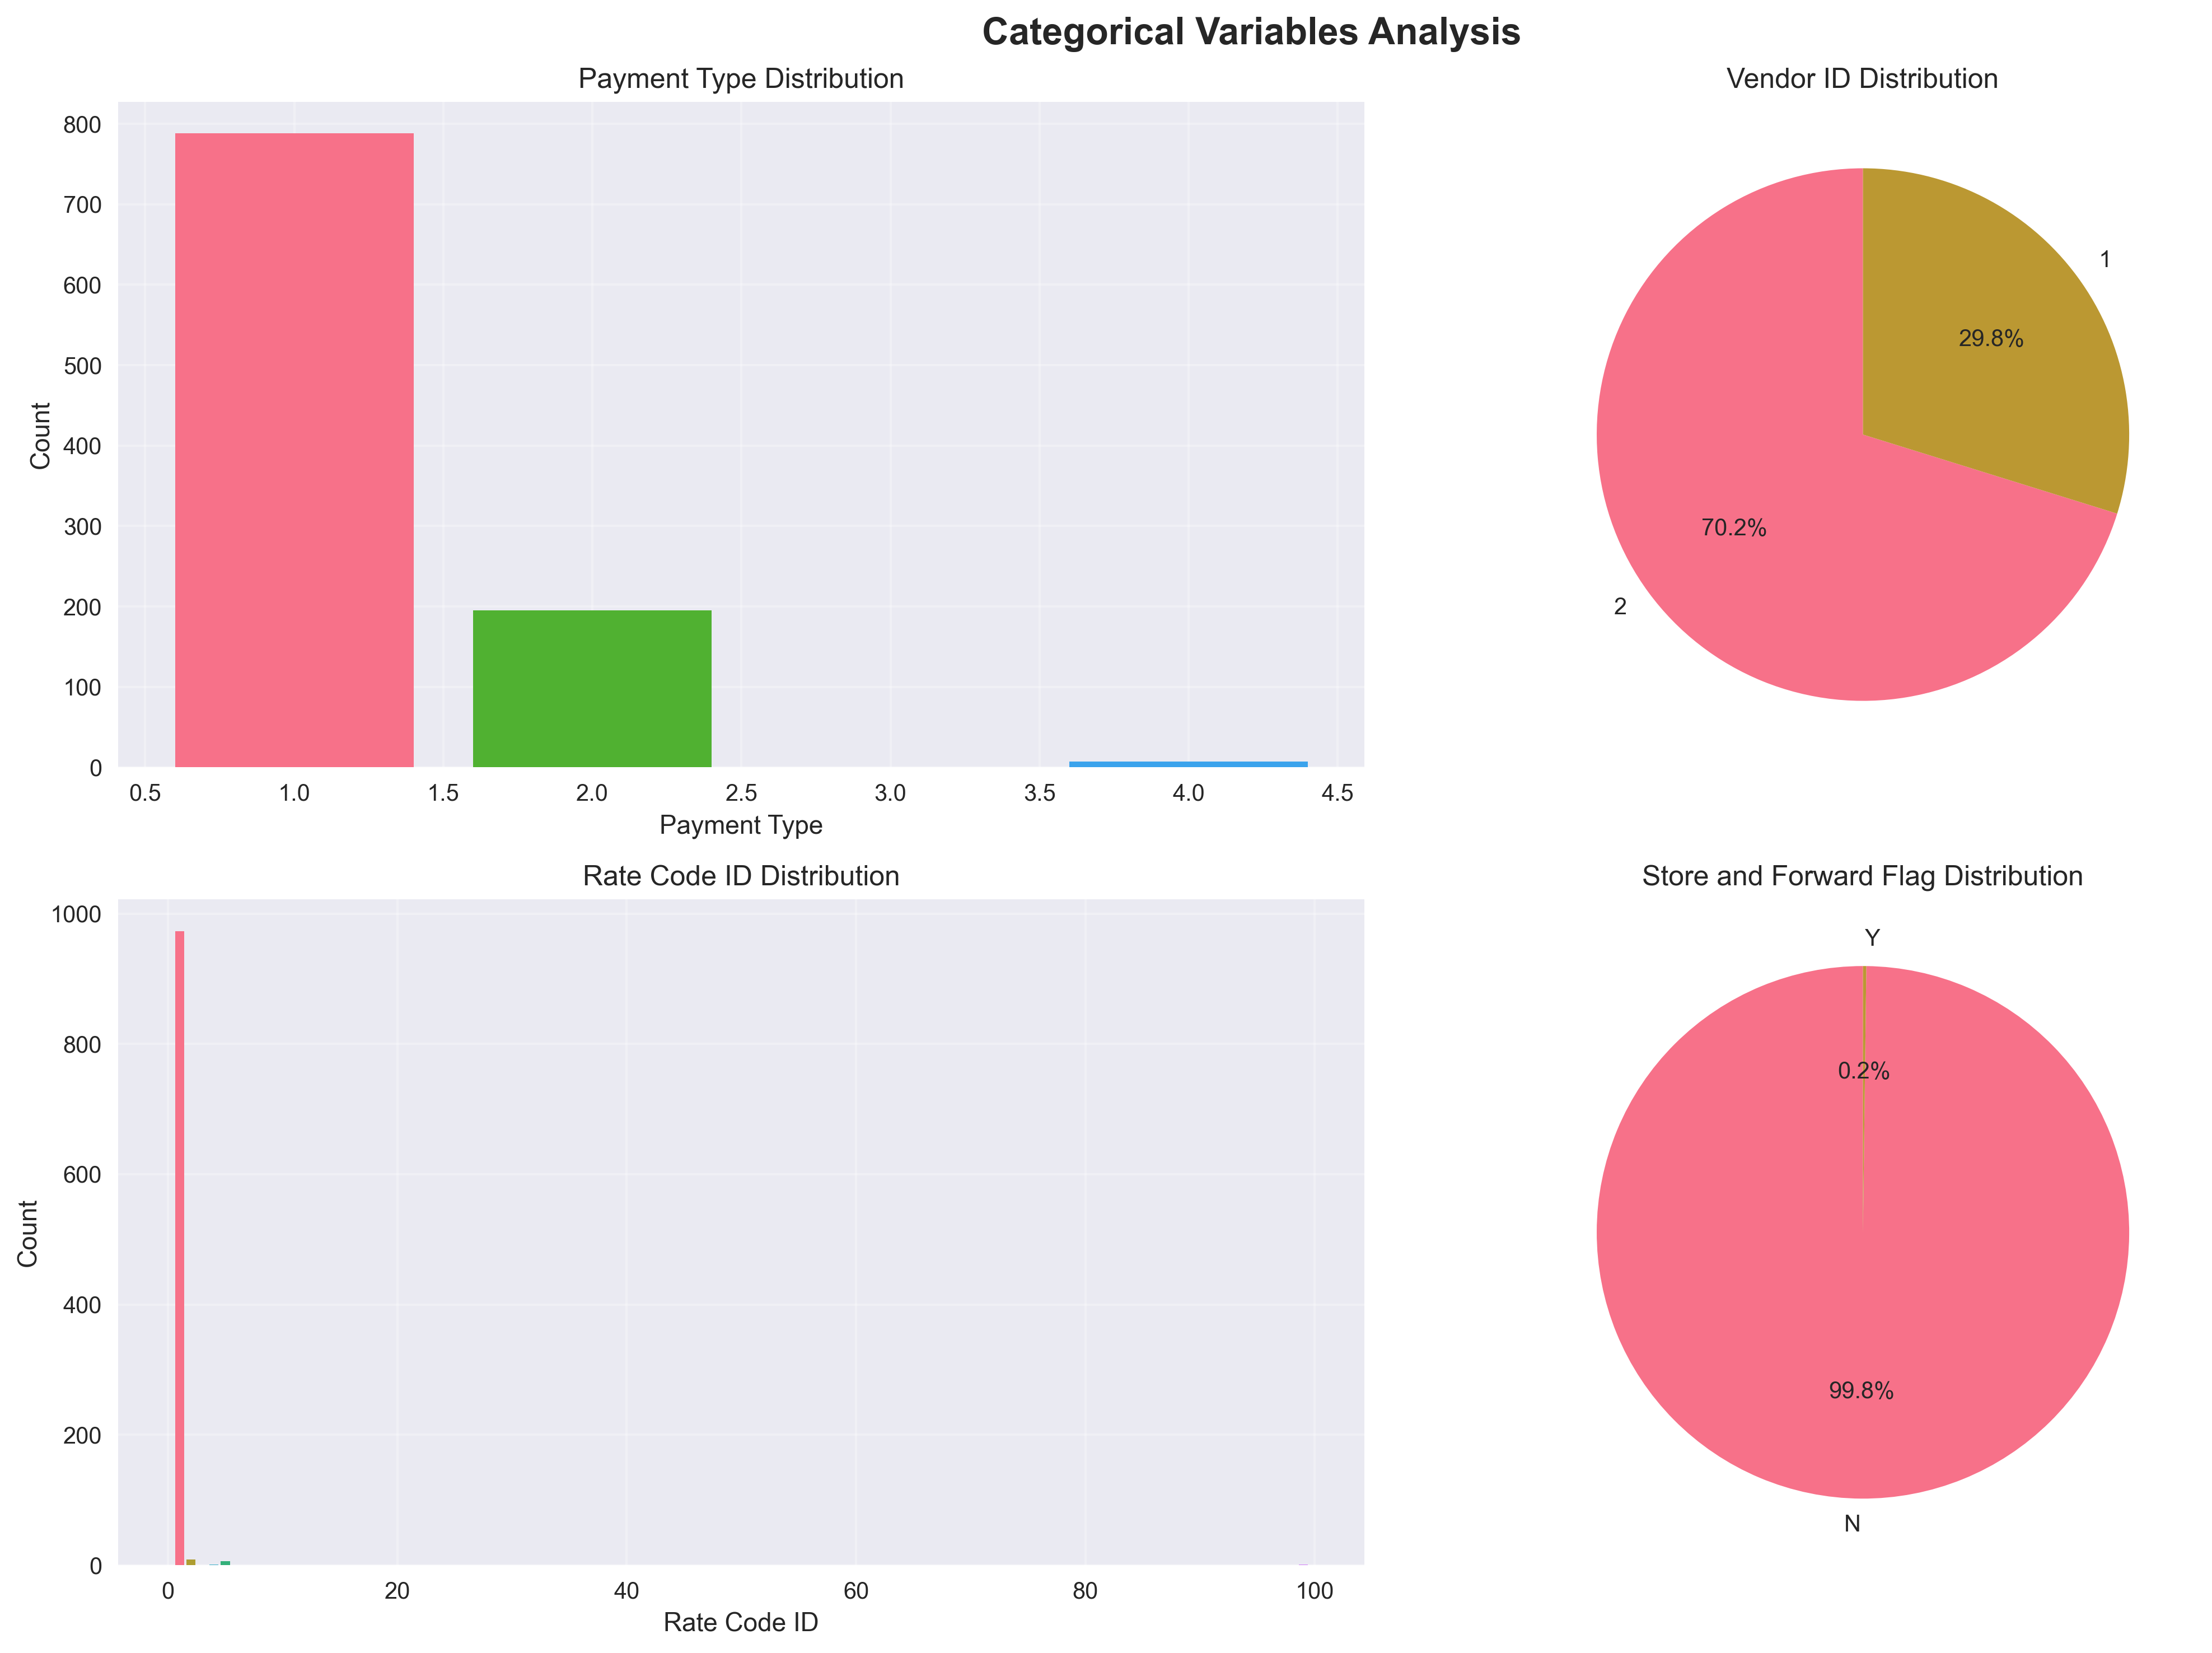 Categorical Variables Analysis
Payment Type Distribution
800
700
600
500
400
300
200
100
0
Count
0.5 1.0 1.5 2.0 2.5 3.0 3.5 4.0 4.5
Payment Type
Vendor ID Distribution
1
29.8%
70.2%
2
Rate Code ID Distribution
1000
800
600
400
200
0
Count
0 20 40 60 80 100
Rate Code ID
Store and Forward Flag Distribution
Y
0.2%
99.8%
N